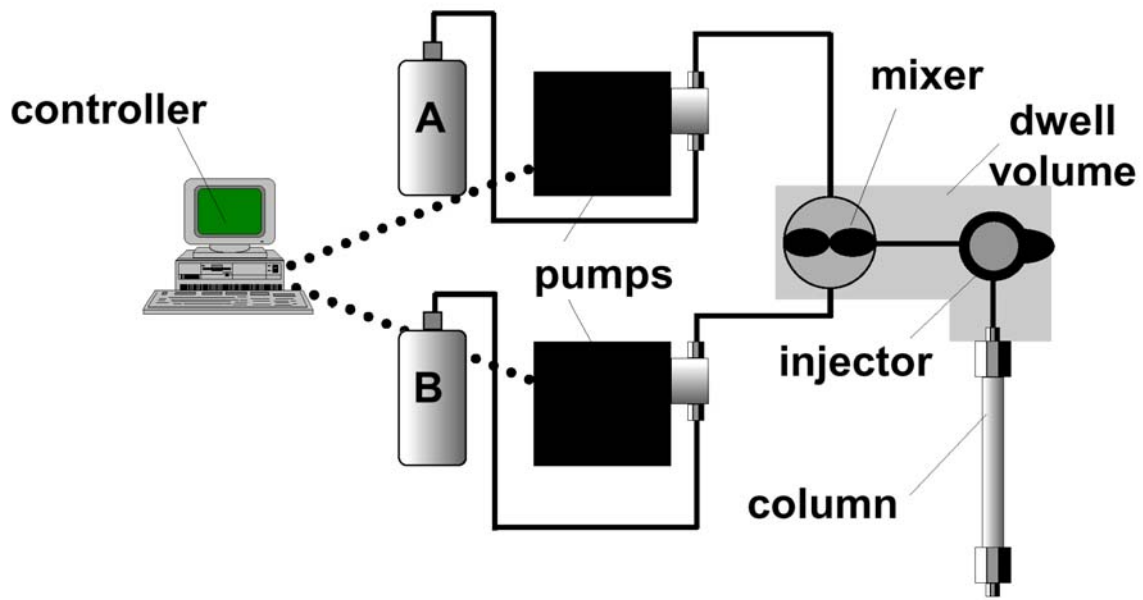 controller
A
mixer
dwell
volume
pumps
B
injector
column